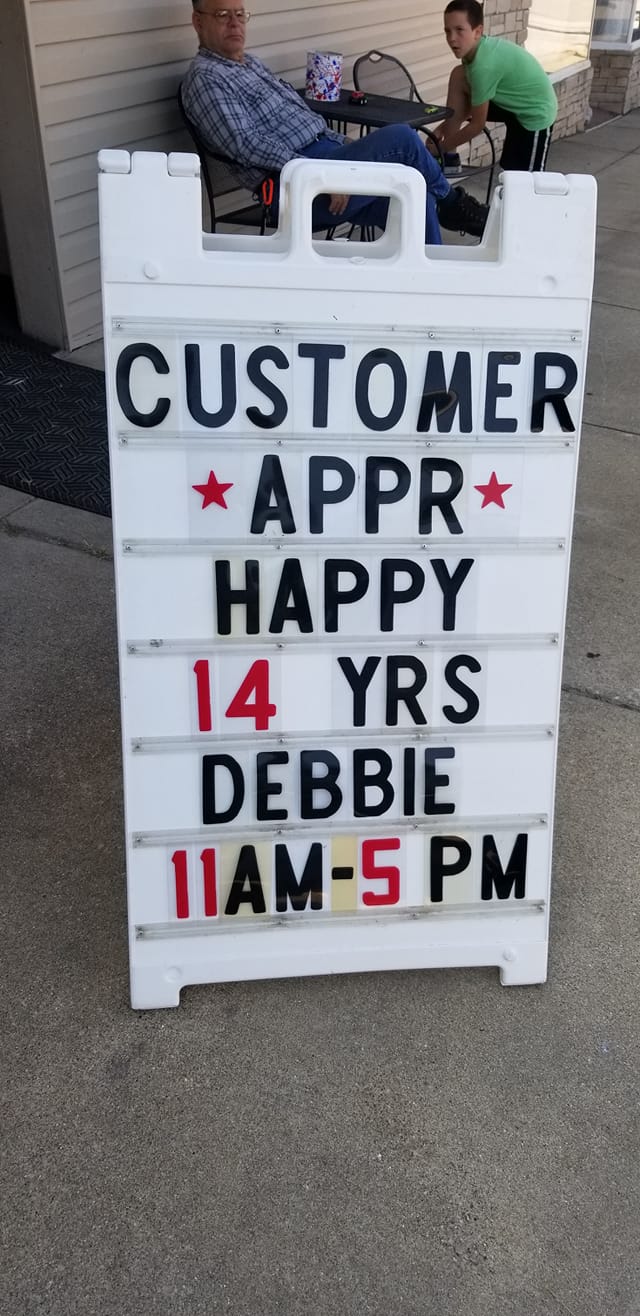 CUSTOMER
★ APPR ★
HAPPY
14 YRS
DEBBIE
11AM-5 PM